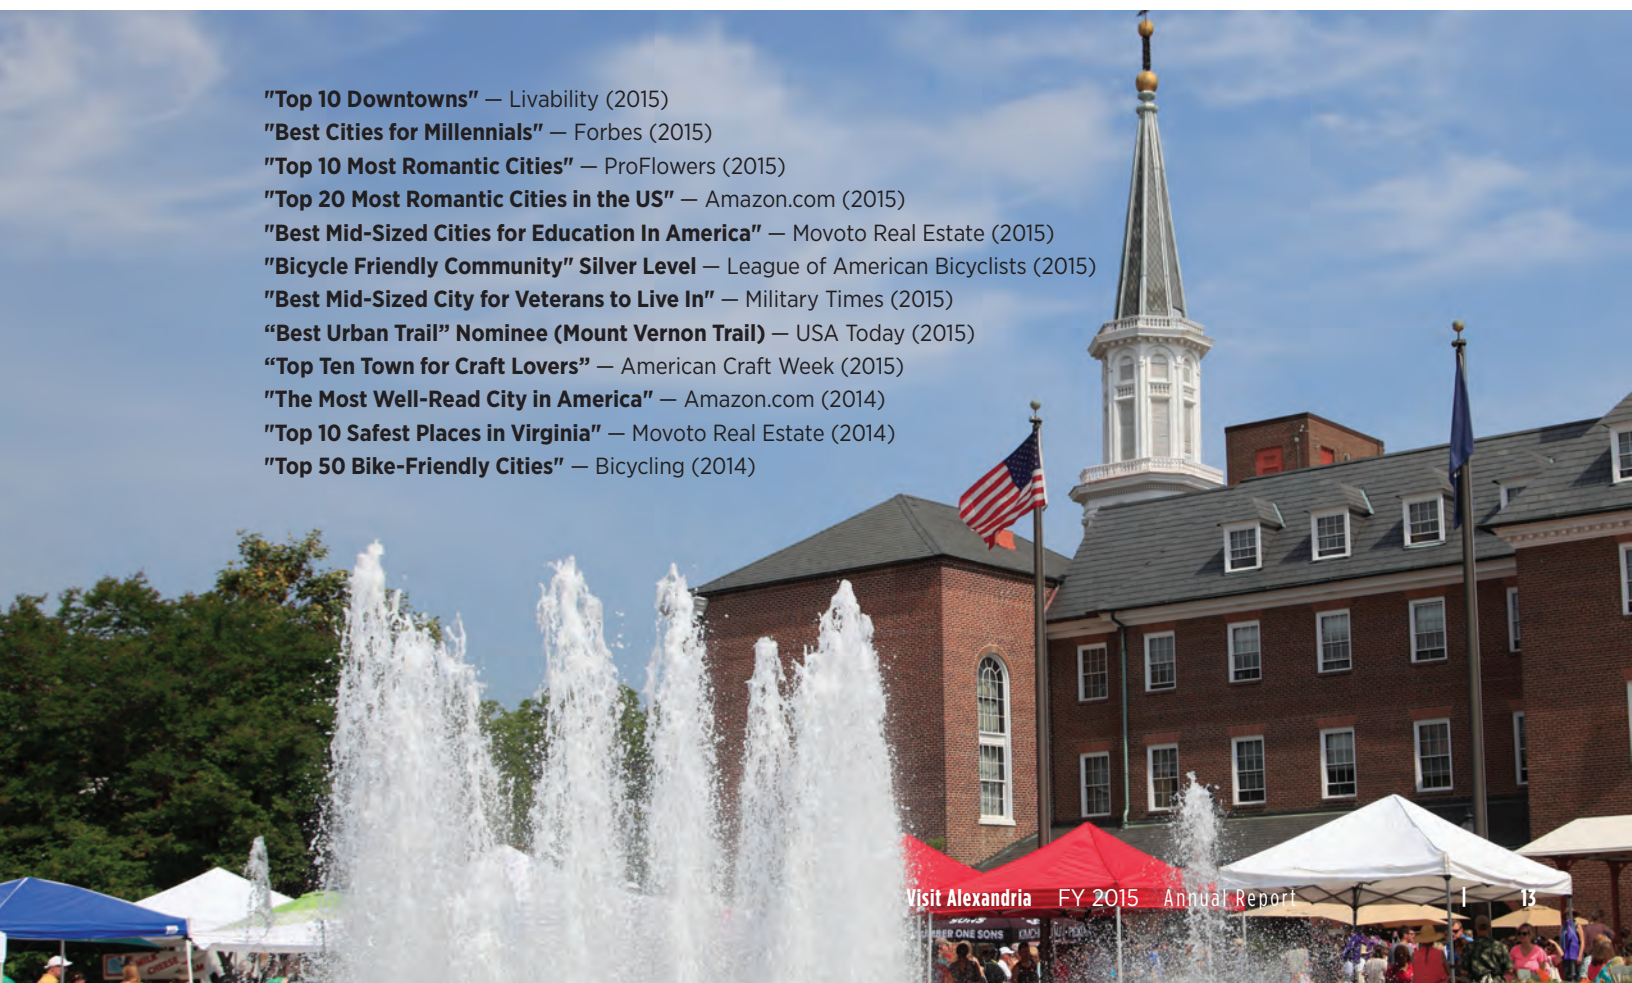 "Top 10 Downtowns" — Livability (2015)
"Best Cities for Millennials" — Forbes (2015)
"Top 10 Most Romantic Cities" — ProFlowers (2015)
"Top 20 Most Romantic Cities in the US" — Amazon.com (2015)
"Best Mid-Sized Cities for Education In America" — Movoto Real Estate (2015)
"Bicycle Friendly Community" Silver Level — League of American Bicyclists (2015)
"Best Mid-Sized City for Veterans to Live In" — Military Times (2015)
“Best Urban Trail” Nominee (Mount Vernon Trail) — USA Today (2015)
“Top Ten Town for Craft Lovers” — American Craft Week (2015)
"The Most Well-Read City in America" — Amazon.com (2014)
"Top 10 Safest Places in Virginia" — Movoto Real Estate (2014)
"Top 50 Bike-Friendly Cities" — Bicycling (2014)
Visit Alexandria FY 2015 Annual Report | 13
SONS
NUMBER ONE SONS
MILK
CHEESE